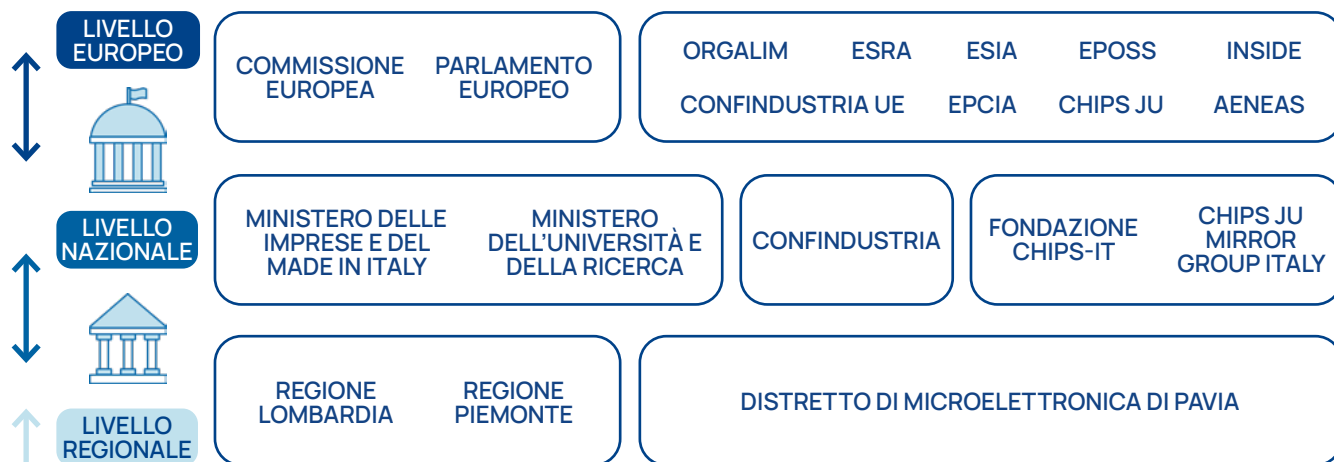 LIVELLO
EUROPEO
COMMISSIONE
EUROPEA
PARLAMENTO
EUROPEO
ORGALIM ESRA ESIA EPOSS INSIDE
CONFINDUSTRIA UE EPCIA CHIPS JU AENEAS
LIVELLO
NAZIONALE
MINISTERO DELLE
IMPRESE E DEL
MADE IN ITALY
MINISTERO
DELL’UNIVERSITÀ E
DELLA RICERCA
CONFINDUSTRIA
FONDAZIONE
CHIPS-IT
CHIPS JU
MIRROR
GROUP ITALY
LIVELLO
REGIONALE
REGIONE
LOMBARDIA
REGIONE
PIEMONTE
DISTRETTO DI MICROELETTRONICA DI PAVIA